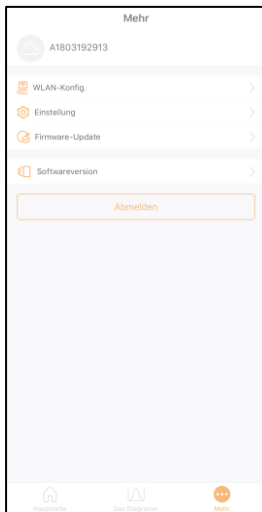 Mehr
A1803192913
WLAN-Konfig.
Einstellung
Firmware-Update
Softwareversion
Abmelden
Hauptseite
Das Diagramm
Mehr